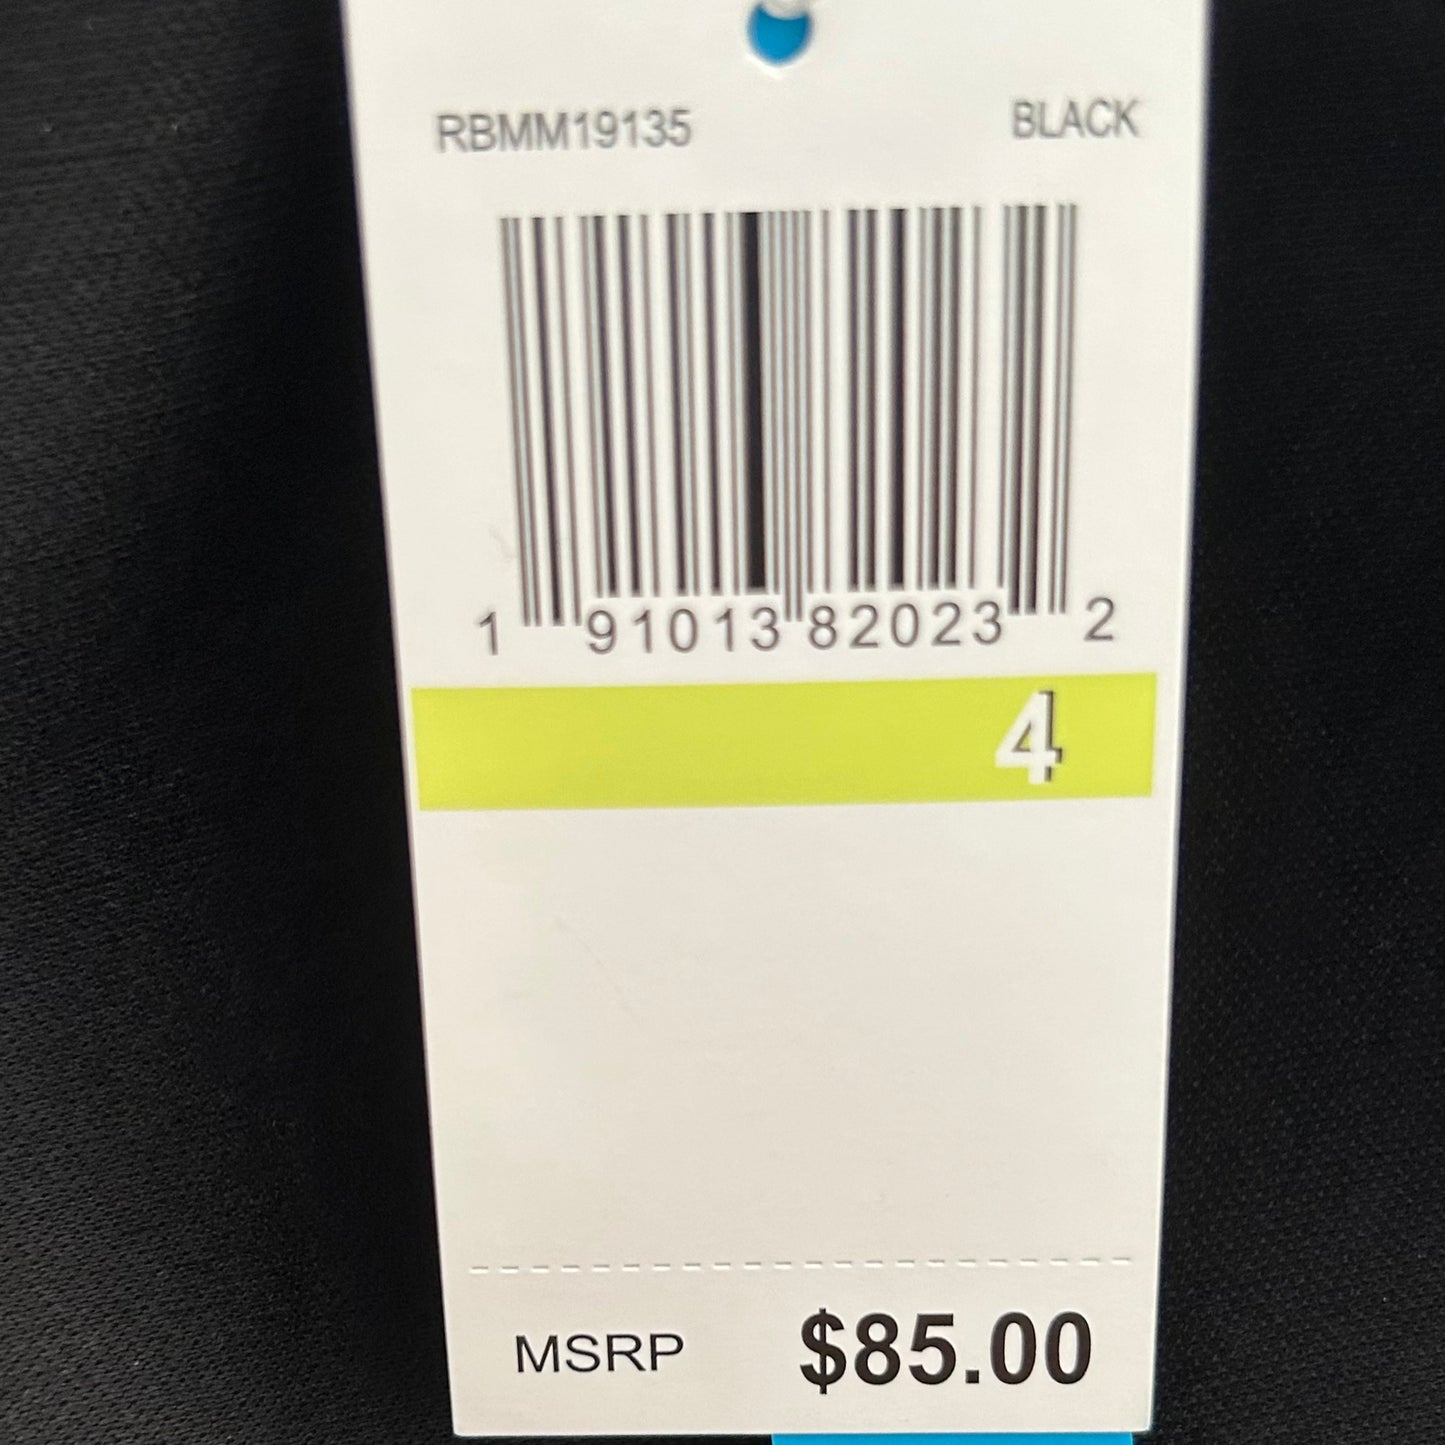 RBMM19135 BLACK
1 91013 82023 2
4
MSRP $85.00